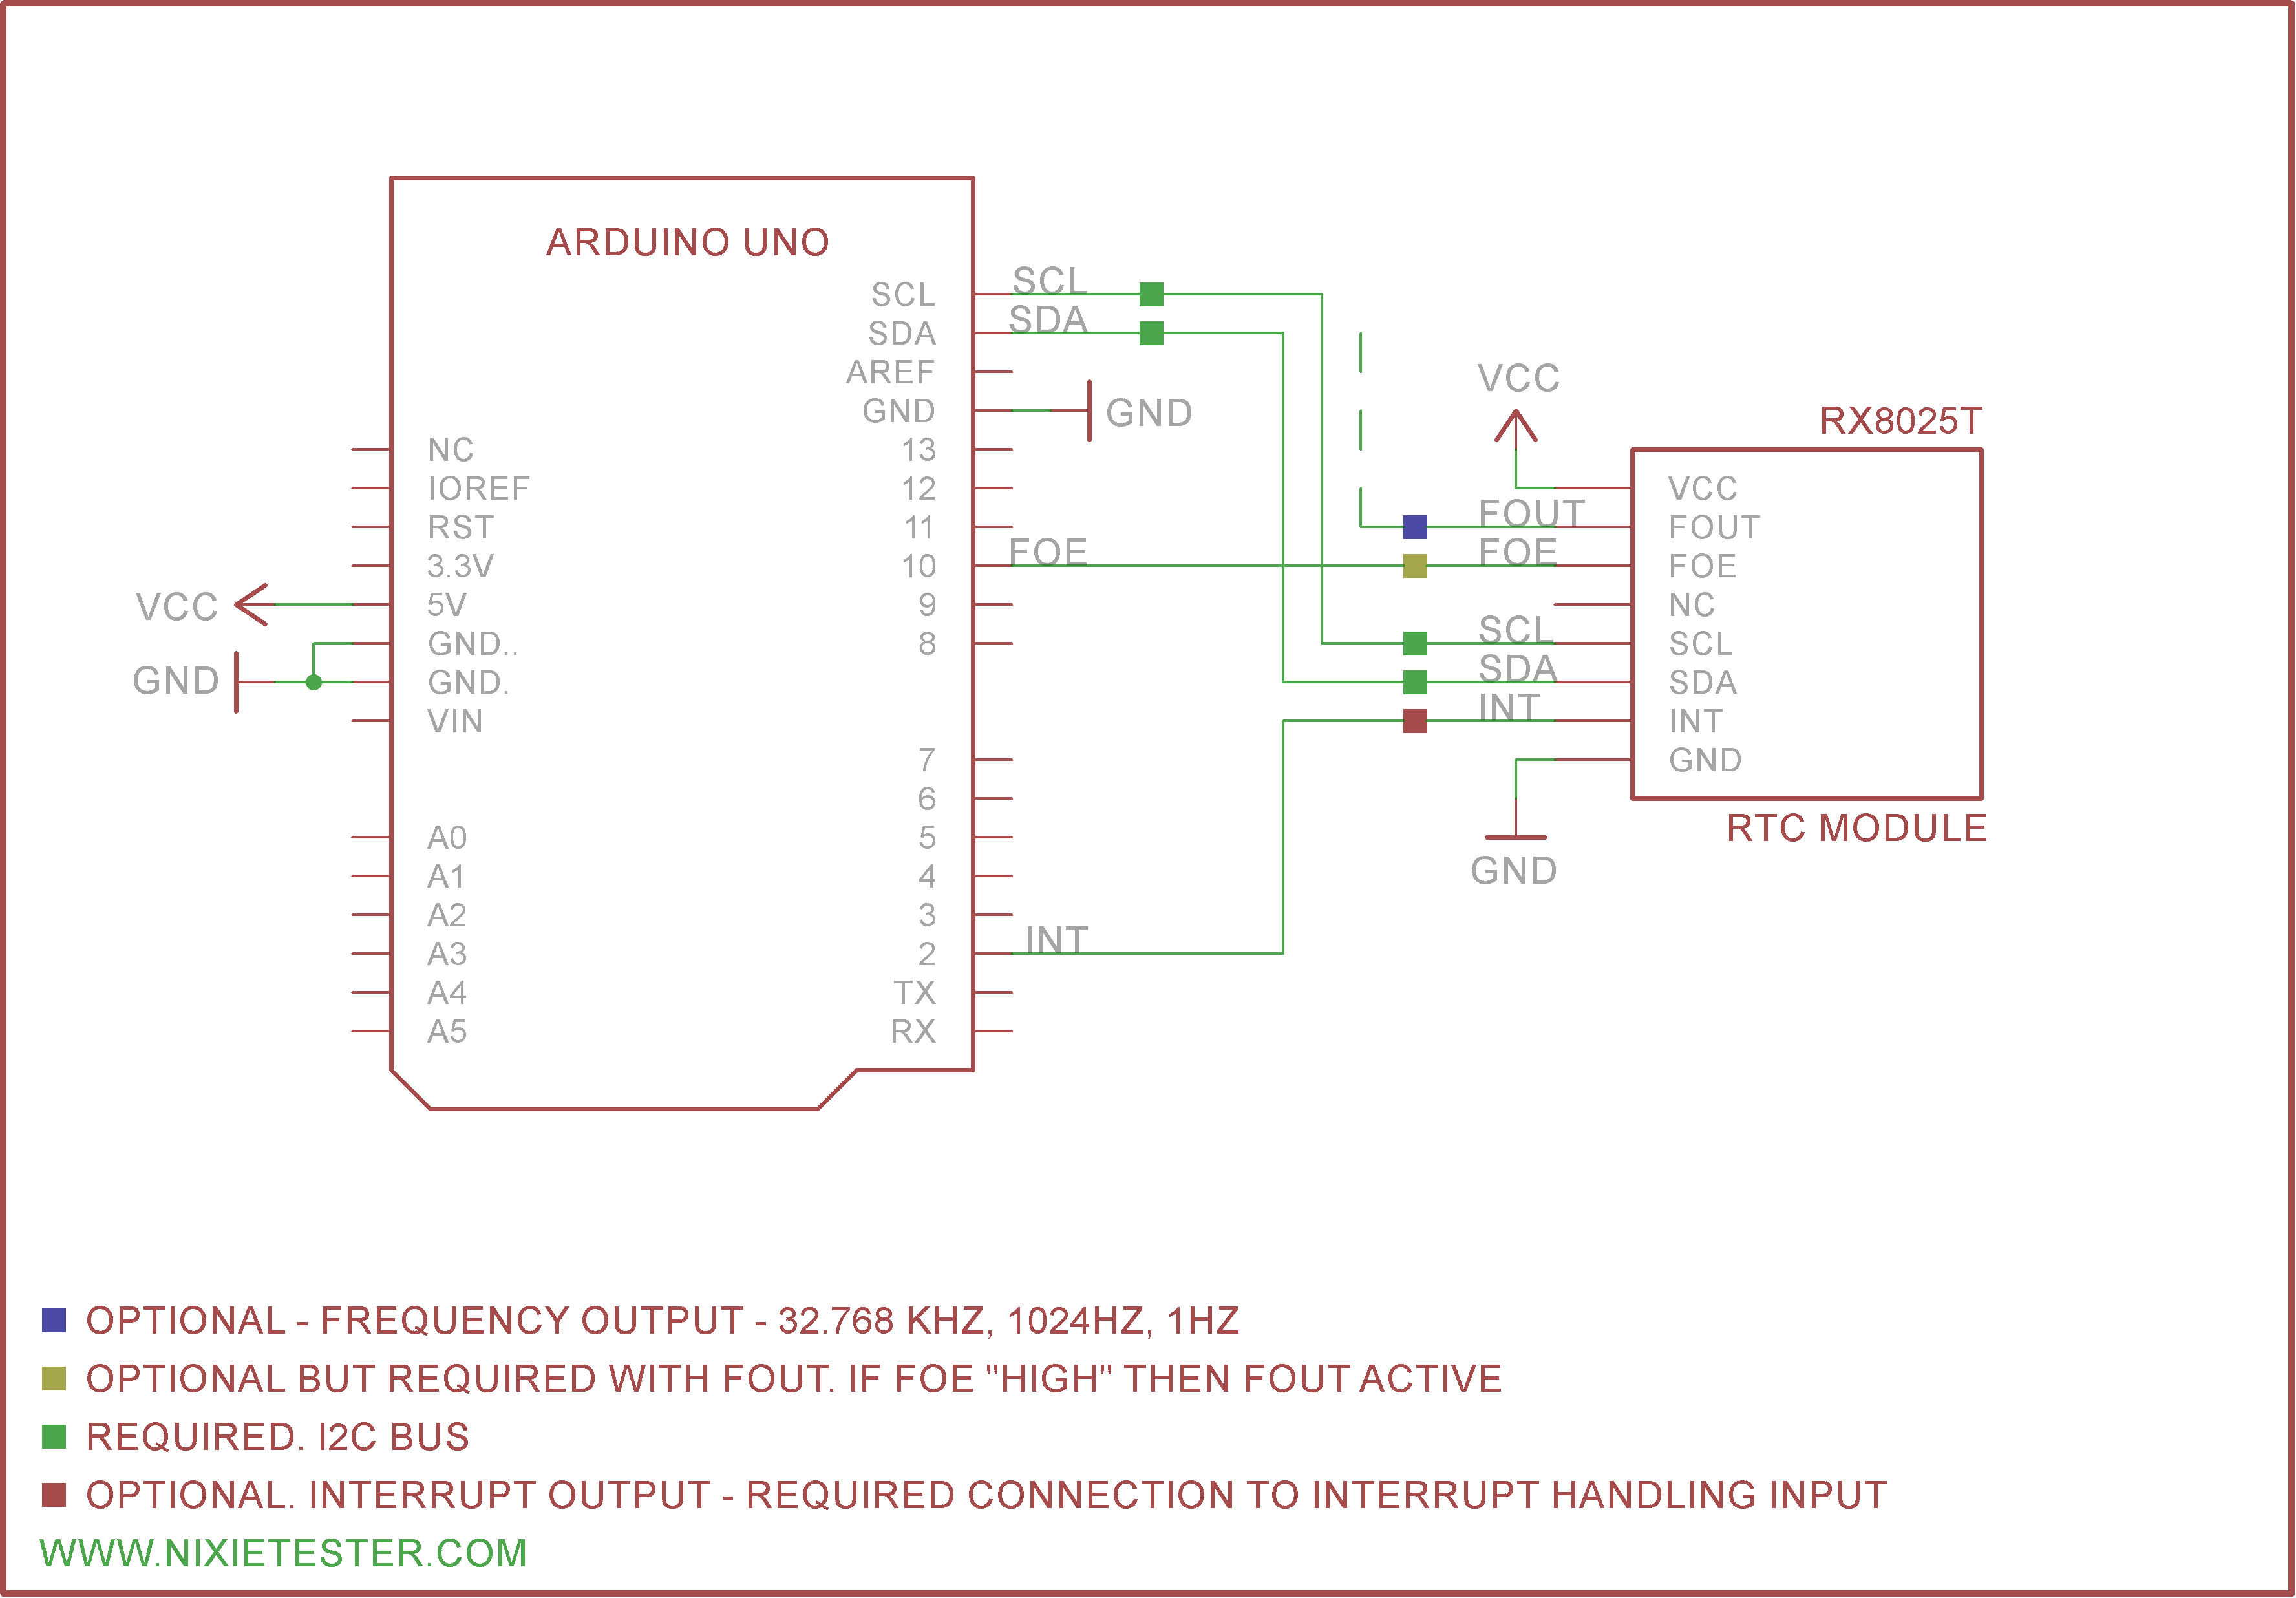 ARDUINO UNO
SCL
SDA
AREF
GND
13
12
11
10
9
8
7
6
5
4
3
2
TX
RX
NC
IOREF
RST
3.3V
5V
GND..
GND.
VIN
A0
A1
A2
A3
A4
A5
VCC
GND
SCL
SDA
GND
FOE
INT
VCC
FOUT
FOE
SCL
SDA
INT
GND
RX8025T
VCC
FOUT
FOE
NC
SCL
SDA
INT
GND
RTC MODULE
OPTIONAL - FREQUENCY OUTPUT - 32.768 KHZ, 1024HZ, 1HZ
OPTIONAL BUT REQUIRED WITH FOUT. IF FOE "HIGH" THEN FOUT ACTIVE
REQUIRED. I2C BUS
OPTIONAL. INTERRUPT OUTPUT - REQUIRED CONNECTION TO INTERRUPT HANDLING INPUT
WWW.NIXIETESTER.COM